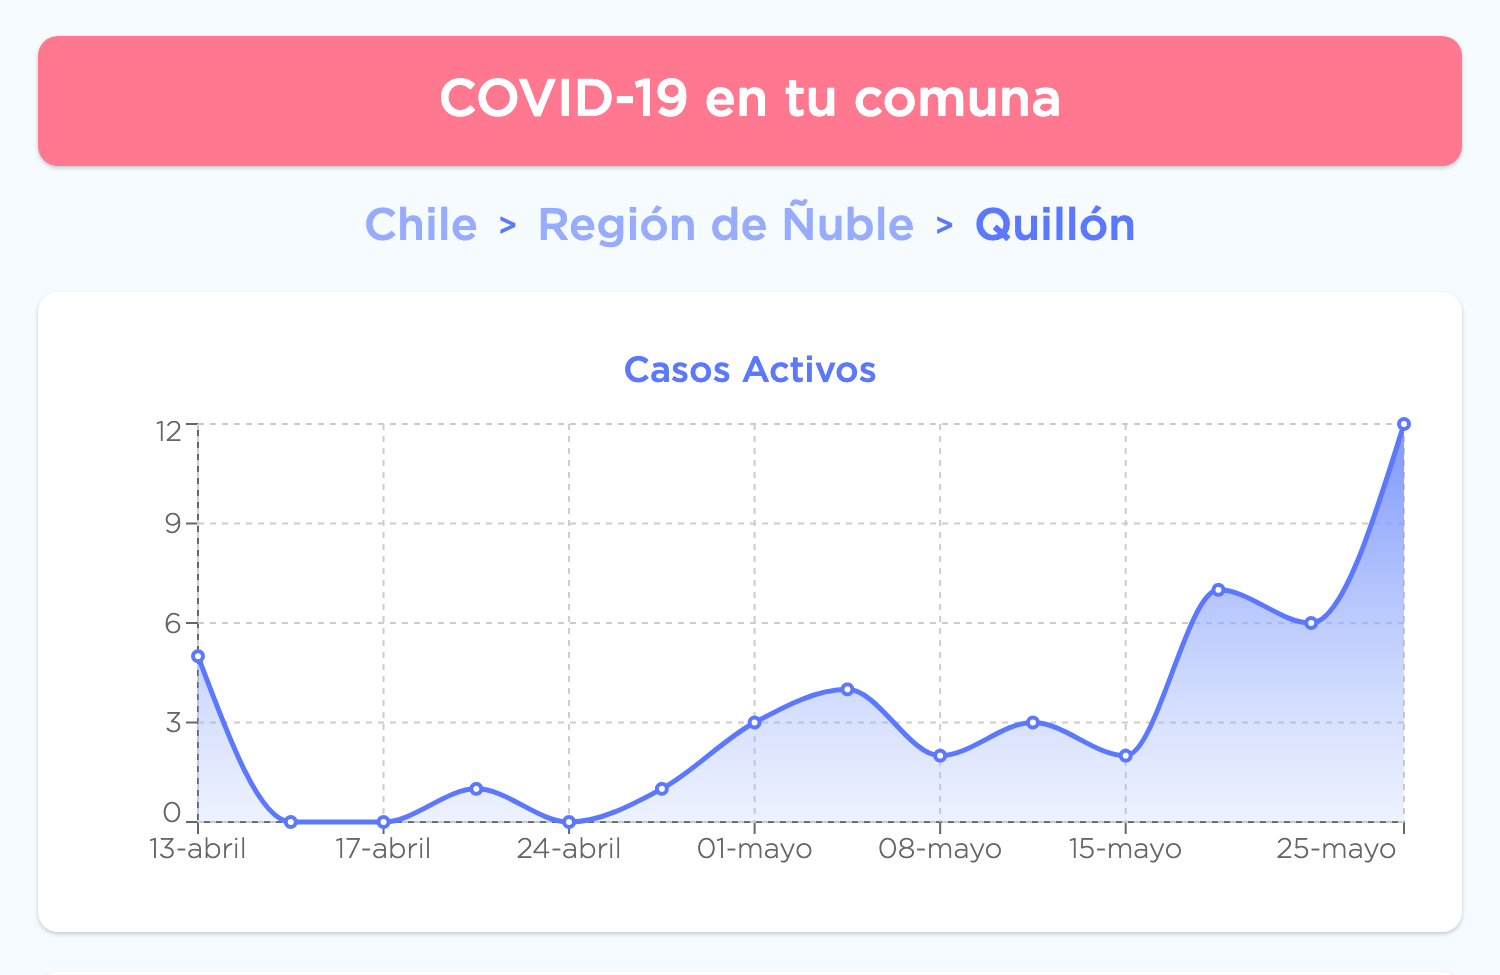 COVID-19 en tu comuna
Chile > Región de Ñuble > Quillón
Casos Activos
12
9
6
3
0
13-abril 17-abril 24-abril 01-mayo 08-mayo 15-mayo 25-mayo